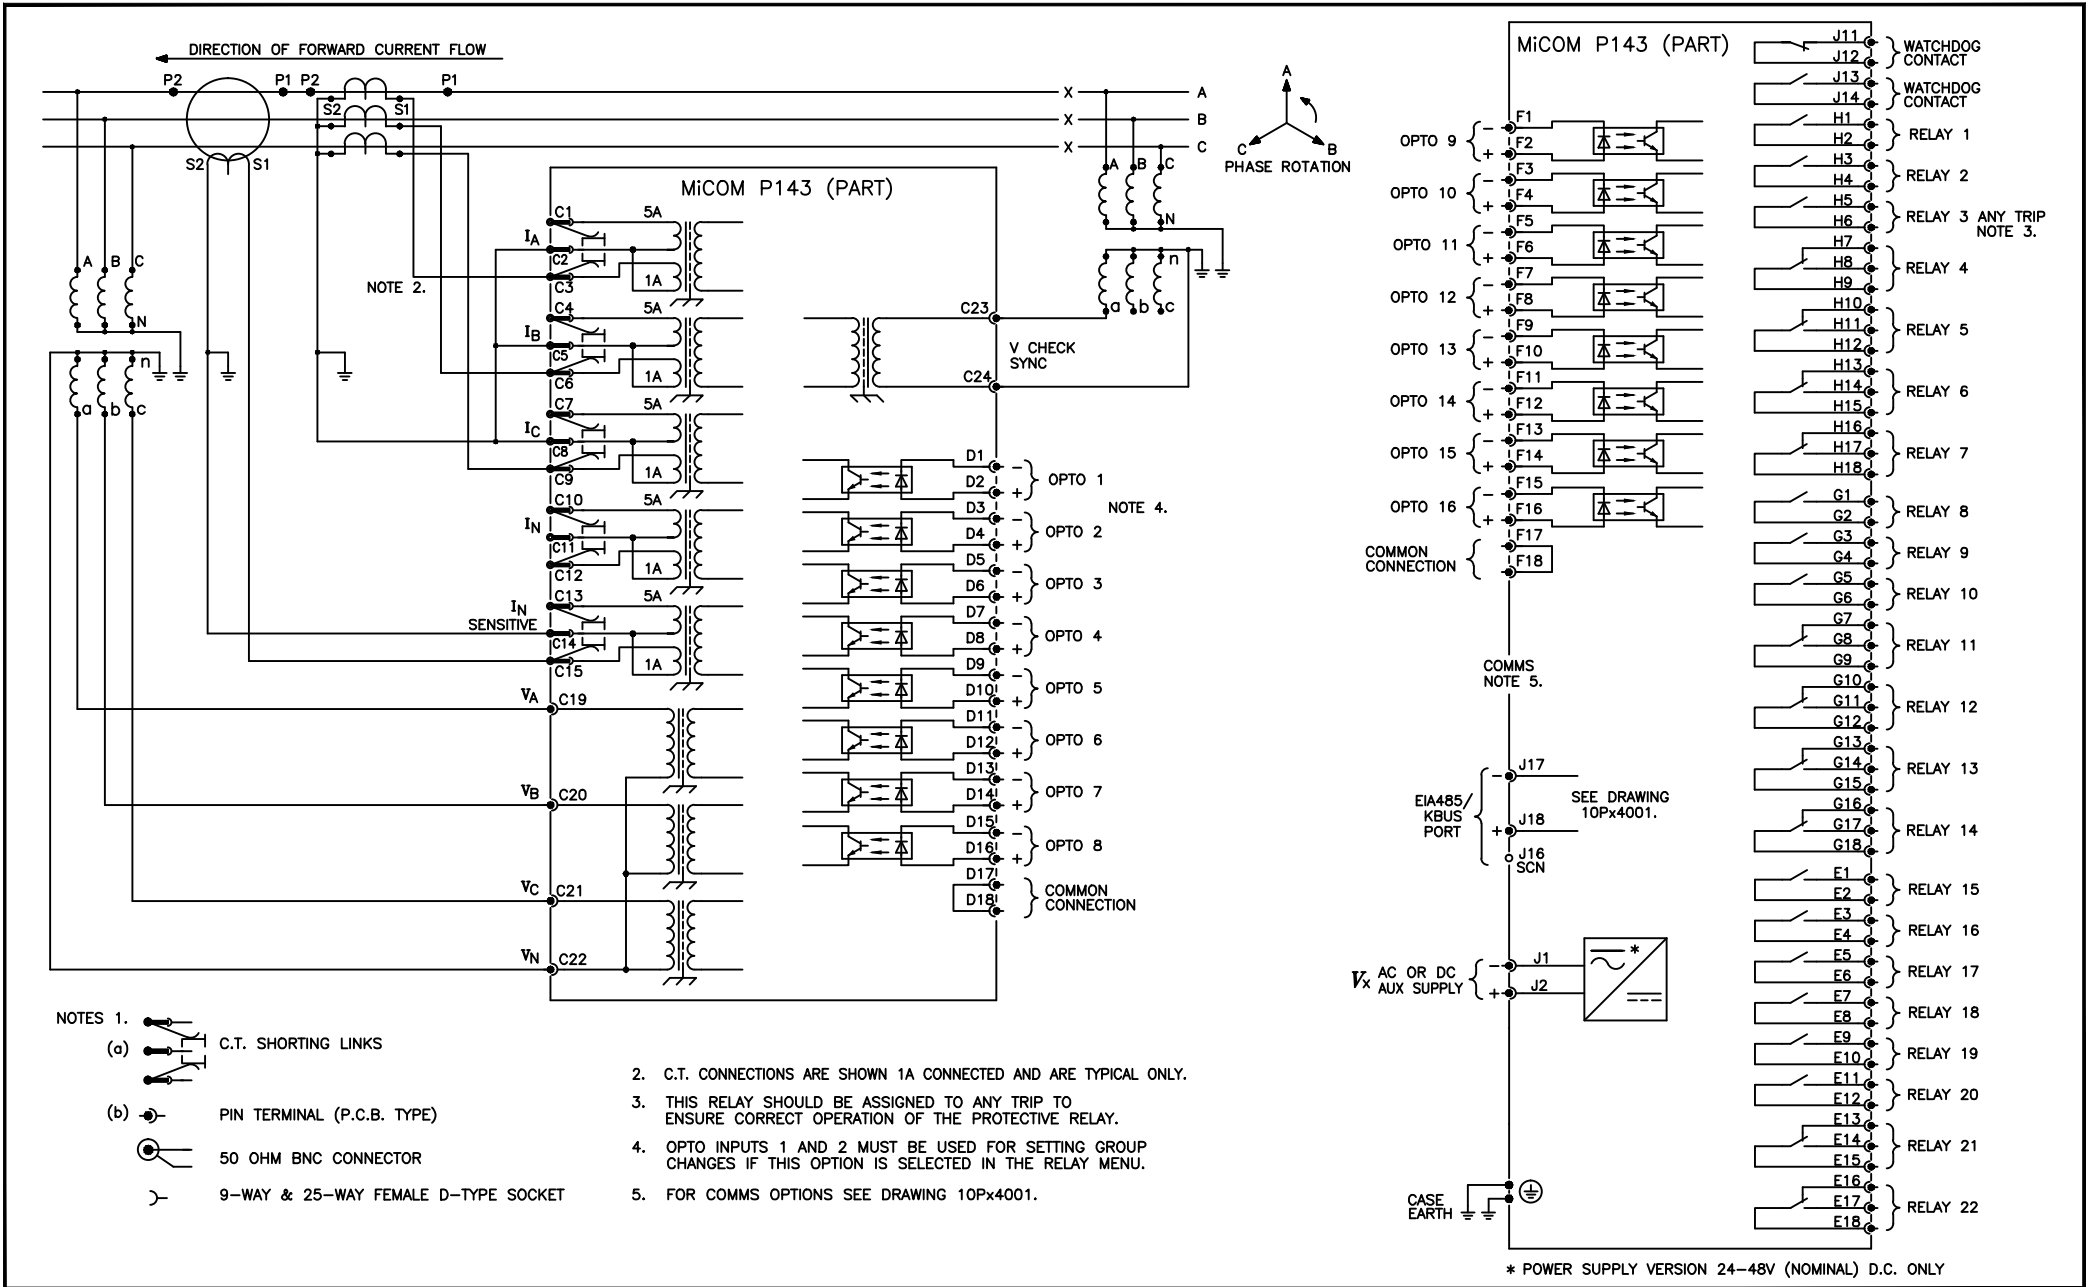 DIRECTION OF FORWARD CURRENT FLOW
P2
P1 P2
P1
S2
S1
S2
S1
X
A
X
B
X
C
A
B
C
N
n
a
b
c
A
B
C
N
n
a
b
c
A
C
B
PHASE ROTATION
MiCOM P143 (PART)
NOTE 2.
IA
C1
C2
C3
5A
1A
IB
C4
C5
C6
5A
1A
IC
C7
C8
C9
5A
1A
IN
C10
C11
C12
5A
1A
IN
SENSITIVE
C13
C14
C15
5A
1A
VA
C19
VB
C20
VC
C21
VN
C22
C23
C24
V CHECK
SYNC
D1
D2
−
+
OPTO 1
NOTE 4.
D3
D4
−
+
OPTO 2
D5
D6
−
+
OPTO 3
D7
D8
−
+
OPTO 4
D9
D10
−
+
OPTO 5
D11
D12
−
+
OPTO 6
D13
D14
−
+
OPTO 7
D15
D16
−
+
OPTO 8
D17
D18
COMMON
CONNECTION
NOTES 1.
(a)
C.T. SHORTING LINKS
(b)
PIN TERMINAL (P.C.B. TYPE)
50 OHM BNC CONNECTOR
9-WAY & 25-WAY FEMALE D-TYPE SOCKET
2. C.T. CONNECTIONS ARE SHOWN 1A CONNECTED AND ARE TYPICAL ONLY.
3. THIS RELAY SHOULD BE ASSIGNED TO ANY TRIP TO
ENSURE CORRECT OPERATION OF THE PROTECTIVE RELAY.
4. OPTO INPUTS 1 AND 2 MUST BE USED FOR SETTING GROUP
CHANGES IF THIS OPTION IS SELECTED IN THE RELAY MENU.
5. FOR COMMS OPTIONS SEE DRAWING 10Px4001.
MiCOM P143 (PART)
OPTO 9
−
+
F1
F2
OPTO 10
−
+
F3
F4
OPTO 11
−
+
F5
F6
OPTO 12
−
+
F7
F8
OPTO 13
−
+
F9
F10
OPTO 14
−
+
F11
F12
OPTO 15
−
+
F13
F14
OPTO 16
−
+
F15
F16
COMMON
CONNECTION
F17
F18
COMMS
NOTE 5.
EIA485/
KBUS
PORT
−
+
J17
J18
J16
SCN
SEE DRAWING
10Px4001.
Vx AC OR DC
AUX SUPPLY
−
+
J1
J2
*
CASE
EARTH
J11
J12
WATCHDOG
CONTACT
J13
J14
WATCHDOG
CONTACT
H1
H2
RELAY 1
H3
H4
RELAY 2
H5
H6
RELAY 3 ANY TRIP
NOTE 3.
H7
H8
H9
RELAY 4
H10
H11
H12
RELAY 5
H13
H14
H15
RELAY 6
H16
H17
H18
RELAY 7
G1
G2
RELAY 8
G3
G4
RELAY 9
G5
G6
RELAY 10
G7
G8
G9
RELAY 11
G10
G11
G12
RELAY 12
G13
G14
G15
RELAY 13
G16
G17
G18
RELAY 14
E1
E2
RELAY 15
E3
E4
RELAY 16
E5
E6
RELAY 17
E7
E8
RELAY 18
E9
E10
RELAY 19
E11
E12
RELAY 20
E13
E14
E15
RELAY 21
E16
E17
E18
RELAY 22
* POWER SUPPLY VERSION 24-48V (NOMINAL) D.C. ONLY